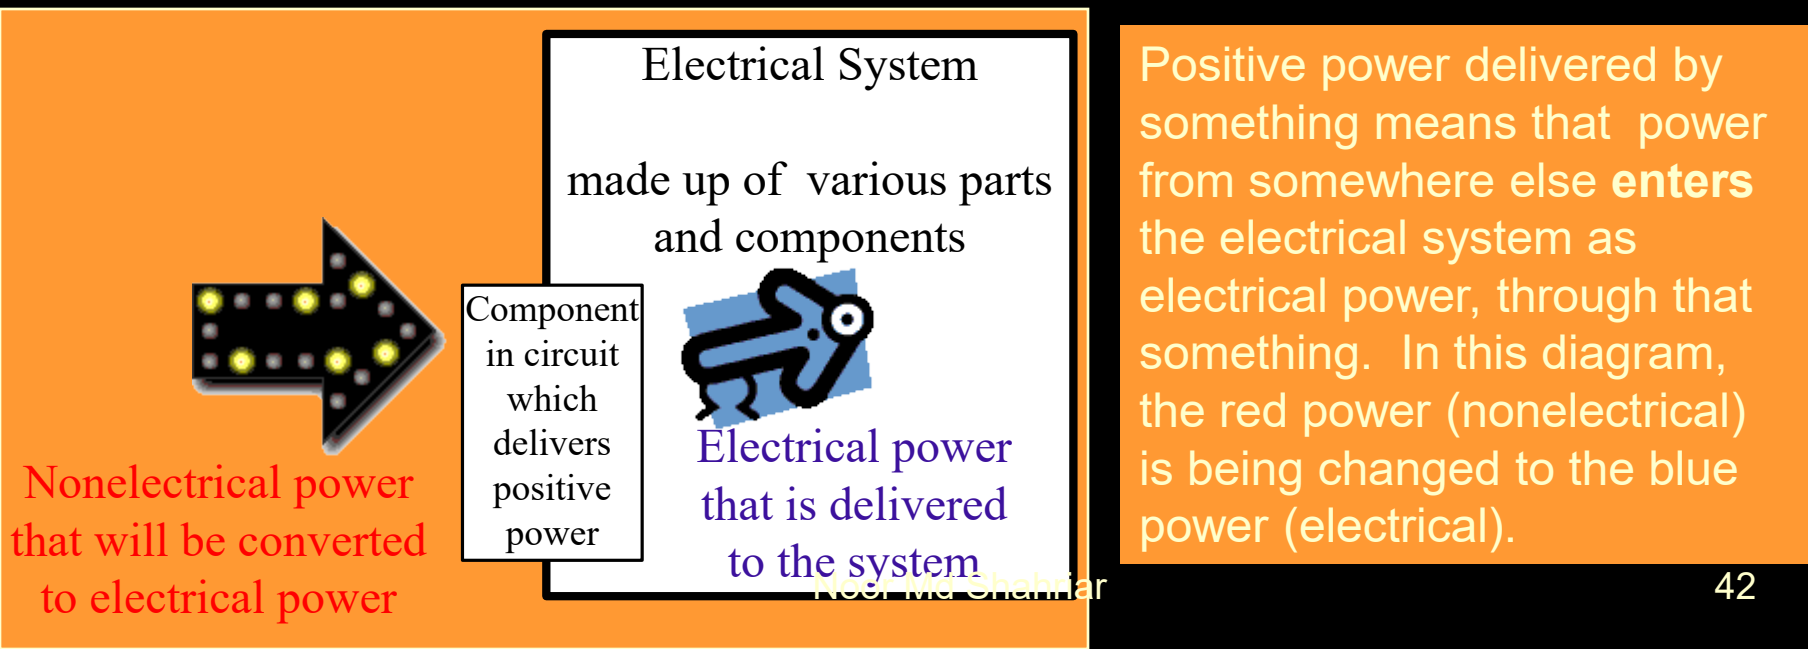 Electrical System
made up of various parts
and components
Component
in circuit
which
delivers
positive
power
Electrical power
that is delivered
to the system
Nonelectrical power
that will be converted
to electrical power
Positive power delivered by
something means that power
from somewhere else enters
the electrical system as
electrical power, through that
something. In this diagram,
the red power (nonelectrical)
is being changed to the blue
power (electrical).
Noor Md Shahriar
42